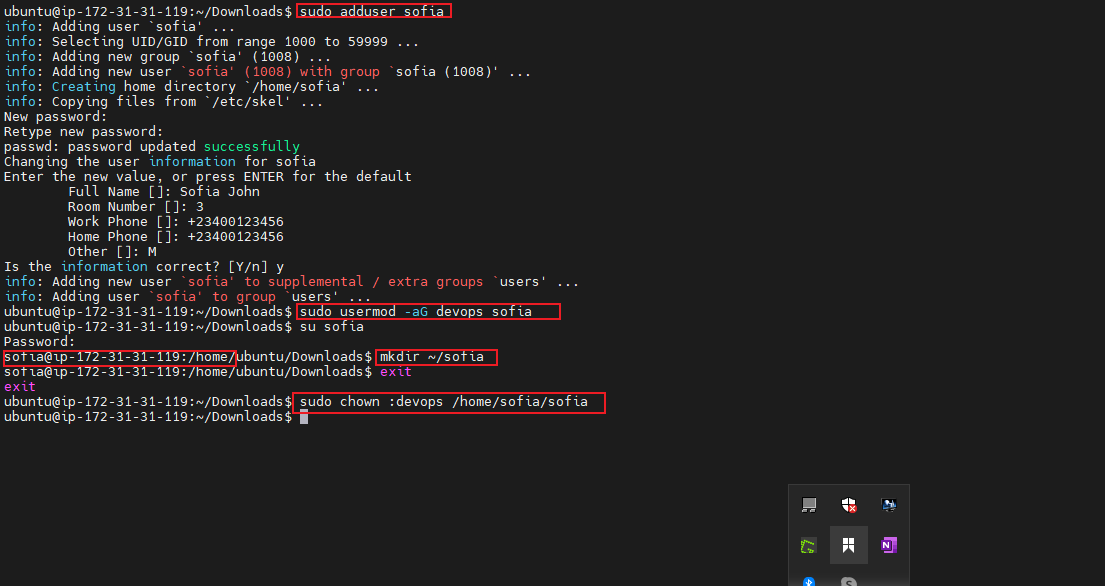 ubuntu@ip-172-31-31-119:~/Downloads$ sudo adduser sofia
info: Adding user `sofia' ...
info: Selecting UID/GID from range 1000 to 59999 ...
info: Adding new group `sofia' (1008) ...
info: Adding new user `sofia' (1008) with group `sofia (1008)' ...
info: Creating home directory `/home/sofia' ...
info: Copying files from `/etc/skel' ...
New password:
Retype new password:
passwd: password updated successfully
Changing the user information for sofia
Enter the new value, or press ENTER for the default
Full Name []: Sofia John
Room Number []: 3
Work Phone []: +23400123456
Home Phone []: +23400123456
Other []: M
Is the information correct? [Y/n] y
info: Adding new user `sofia' to supplemental / extra groups `users' ...
info: Adding user `sofia' to group `users' ...
ubuntu@ip-172-31-31-119:~/Downloads$ sudo usermod -aG devops sofia
ubuntu@ip-172-31-31-119:~/Downloads$ su sofia
Password:
sofia@ip-172-31-31-119:/home/ubuntu/Downloads$ mkdir ~/sofia
sofia@ip-172-31-31-119:/home/ubuntu/Downloads$ exit
exit
ubuntu@ip-172-31-31-119:~/Downloads$ sudo chown :devops /home/sofia/sofia
ubuntu@ip-172-31-31-119:~/Downloads$
N
S